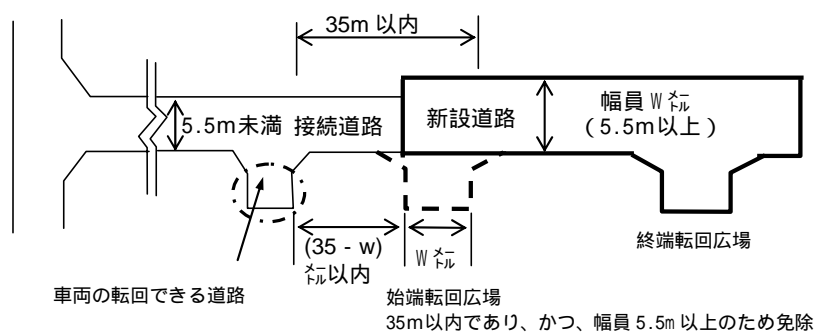 35m 以内
5.5m未満 接続道路
新設道路
幅員 W㍍
(5.5m以上)
(35 - w)
㍍以内
W㍍
終端転回広場
車両の転回できる道路
始端転回広場
35m以内であり、かつ、幅員 5.5m以上のため免除